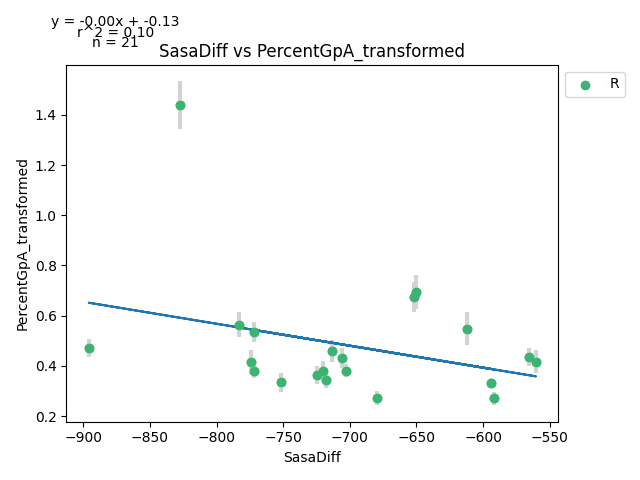 y = -0.00x + -0.13
r^2 = 0.10
n = 21
SasaDiff vs PercentGpA_transformed
R
PercentGpA_transformed
1.4
1.2
1.0
0.8
0.6
0.4
0.2
−900
−850
−800
−750
−700
−650
−600
−550
SasaDiff